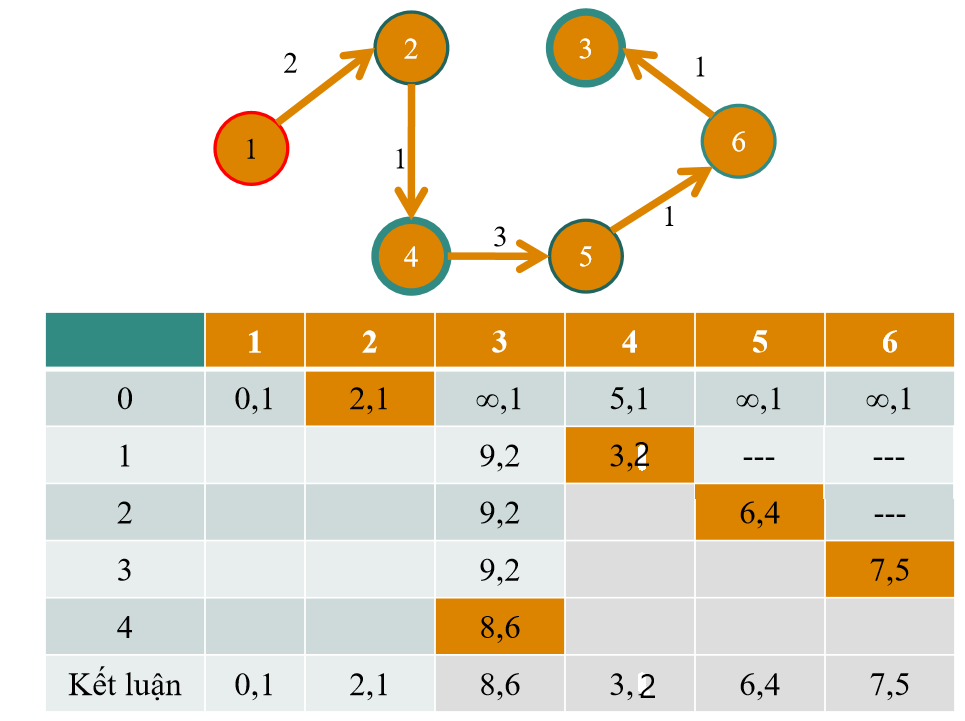 2
3
2
1
1
6
1
1
3
4
5
1
1 2 3 4 5 6
0 0,1 2,1 ∞,1 5,1 ∞,1 ∞,1
1 9,2 3,2 --- ---
2 9,2 6,4 ---
3 9,2 7,5
4 8,6
Kết luận 0,1 2,1 8,6 3,2 6,4 7,5